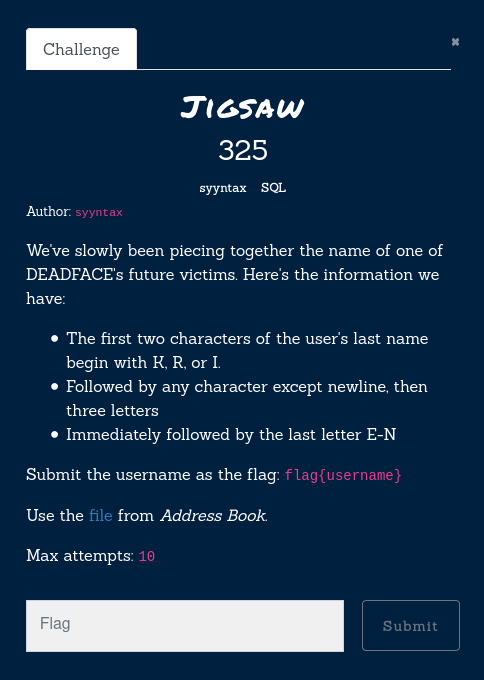 Challenge
×
Jigsaw
325
syyntax SQL
Author: syyntax
We've slowly been piecing together the name of one of
DEADFACE's future victims. Here's the information we
have:
• The first two characters of the user's last name
begin with K, R, or I.
• Followed by any character except newline, then
three letters
• Immediately followed by the last letter E-N
Submit the username as the flag: flag{username}
Use the file from Address Book.
Max attempts: 10
Flag
Submit